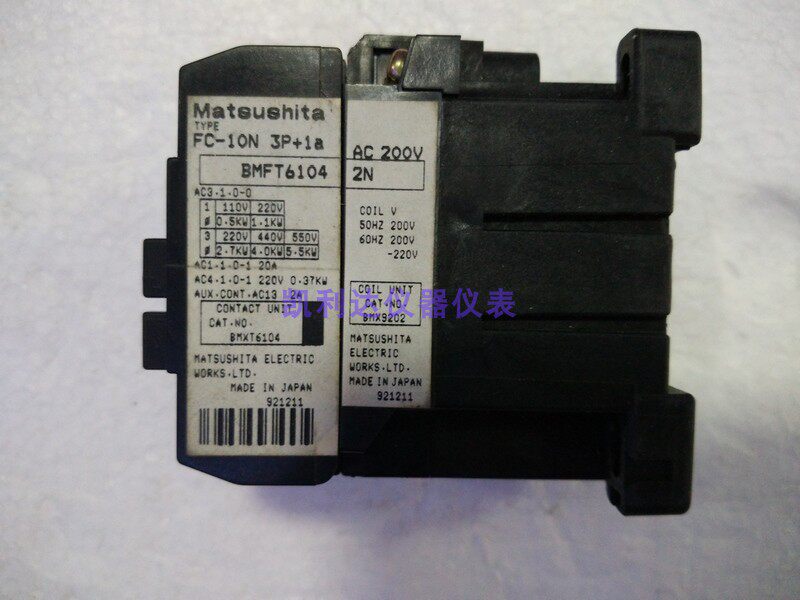 Matsushita
TYPE
FC-10N 3P+1a
BMFT6104
AC3.1.0-0
1 110V 220V
ø 0.5KW 1.1KW
3 220V 440V 550V
ø 2.7KW 4.0KW 5.5KW
AC1.1.0-1 20A
AC4.1.0-1 220V 0.37KW
AUX.CONT.AC13 2A
CONTACT UNIT
CAT.NO.
BMXT6104
MATSUSHITA ELECTRIC
WORKS.LTD.
MADE IN JAPAN
921211
AC 200V
2N
COIL V
50HZ 200V
60HZ 200V
-220V
COIL UNIT
CAT.NO.
BMX9202
MATSUSHITA
ELECTRIC
WORKS.LTD.
MADE IN JAPAN
921211
凯利达仪器仪表